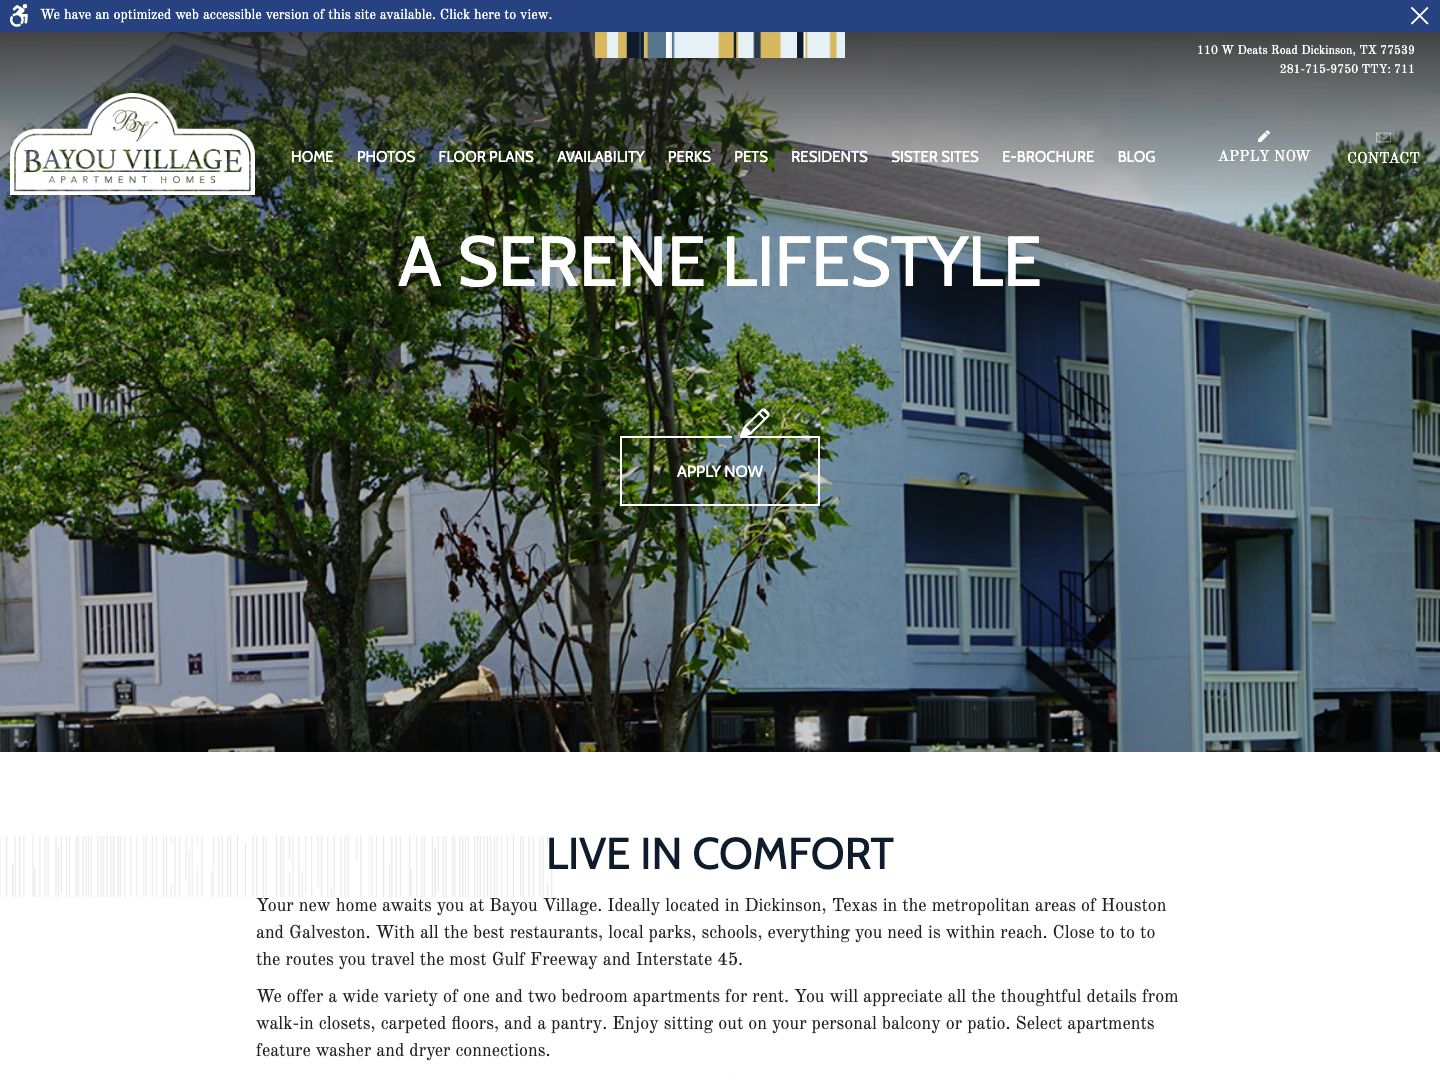 We have an optimized web accessible version of this site available. Click here to view.
110 W Deats Road Dickinson, TX 77539
281-715-9750 TTY: 711
BV
BAYOU VILLAGE
APARTMENT HOMES
HOME PHOTOS FLOOR PLANS AVAILABILITY PERKS PETS RESIDENTS SISTER SITES E-BROCHURE BLOG
APPLY NOW
CONTACT
A SERENE LIFESTYLE
APPLY NOW
LIVE IN COMFORT
Your new home awaits you at Bayou Village. Ideally located in Dickinson, Texas in the metropolitan areas of Houston
and Galveston. With all the best restaurants, local parks, schools, everything you need is within reach. Close to to to
the routes you travel the most Gulf Freeway and Interstate 45.
We offer a wide variety of one and two bedroom apartments for rent. You will appreciate all the thoughtful details from
walk-in closets, carpeted floors, and a pantry. Enjoy sitting out on your personal balcony or patio. Select apartments
feature washer and dryer connections.